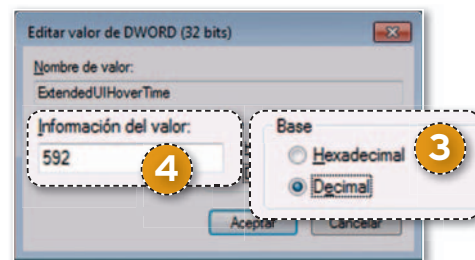 Editar valor de DWORD (32 bits)
Nombre de valor:
ExtendedUIHoverTime
Información del valor:
592
4
Base
Hexadecimal
Decimal
3
Aceptar
Cancelar